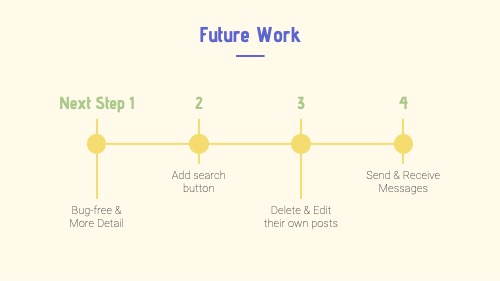 Future Work
Next Step 1
2
3
4
Add search
button
Send & Receive
Messages
Bug-free &
More Detail
Delete & Edit
their own posts